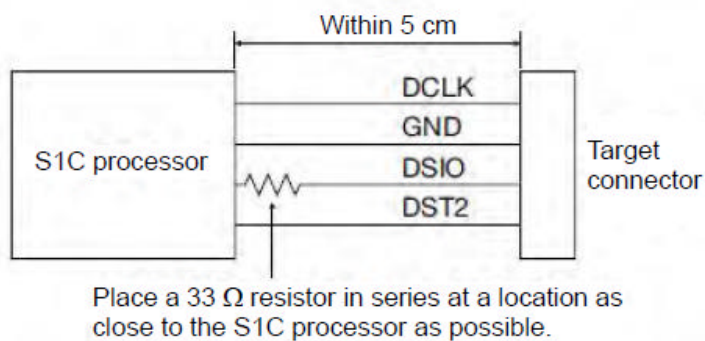 Within 5 cm
DCLK
GND
S1C processor
DSIO
Target
connector
DST2
Place a 33 Ω resistor in series at a location as
close to the S1C processor as possible.